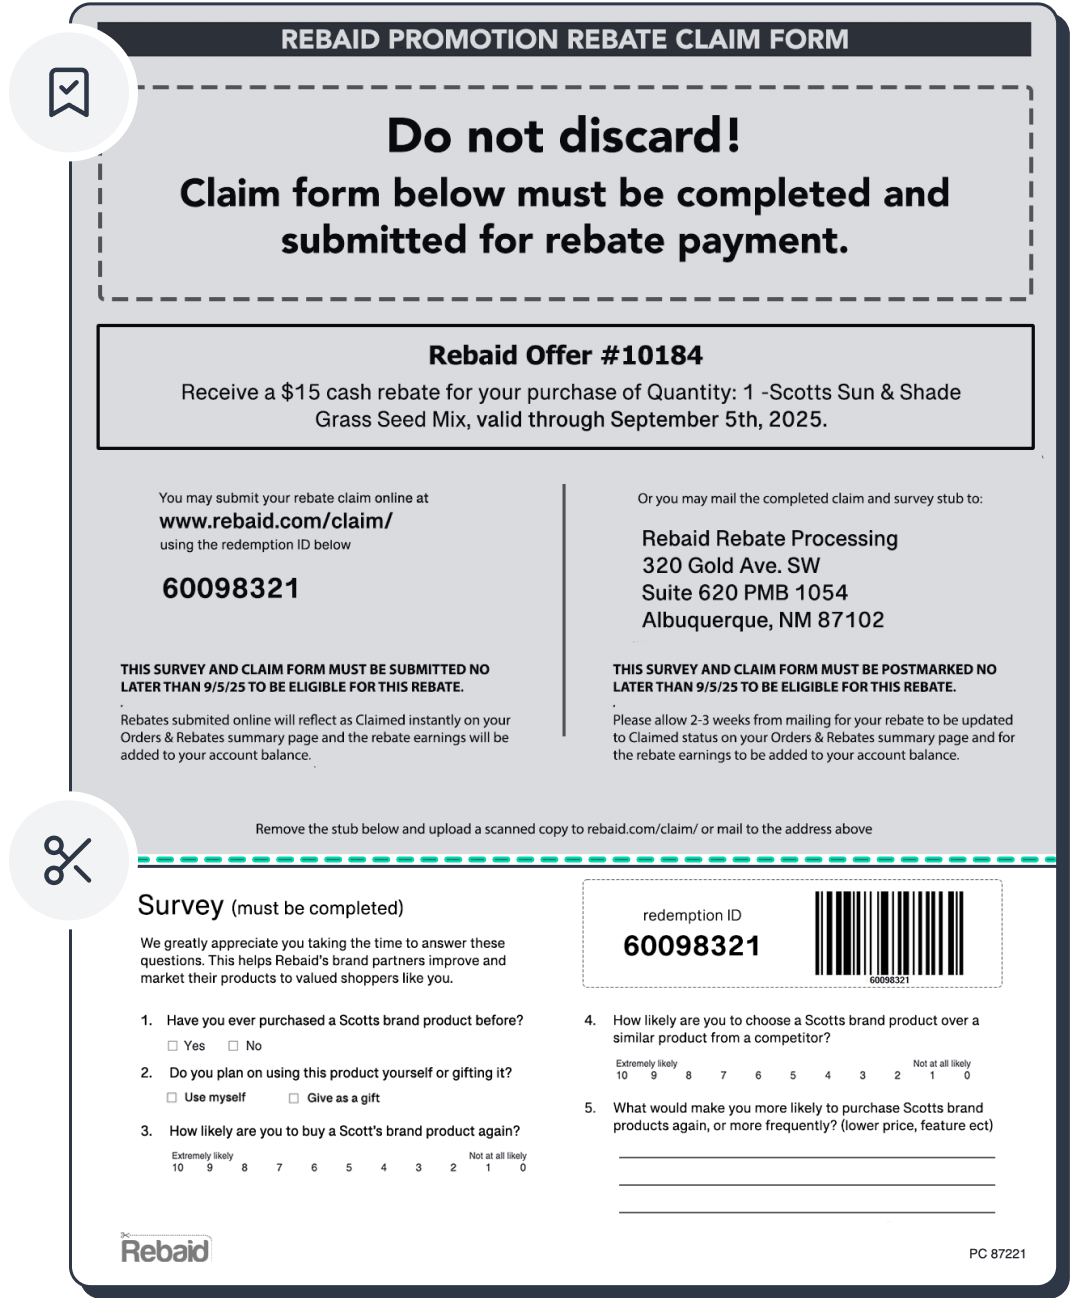 REBAID PROMOTION REBATE CLAIM FORM
Do not discard!
Claim form below must be completed and
submitted for rebate payment.
Rebaid Offer #10184
Receive a $15 cash rebate for your purchase of Quantity: 1 -Scotts Sun & Shade
Grass Seed Mix, valid through September 5th, 2025.
You may submit your rebate claim online at
www.rebaid.com/claim/
using the redemption ID below
60098321
THIS SURVEY AND CLAIM FORM MUST BE SUBMITTED NO
LATER THAN 9/5/25 TO BE ELIGIBLE FOR THIS REBATE.
Rebates submited online will reflect as Claimed instantly on your
Orders & Rebates summary page and the rebate earnings will be
added to your account balance.
Or you may mail the completed claim and survey stub to:
Rebaid Rebate Processing
320 Gold Ave. SW
Suite 620 PMB 1054
Albuquerque, NM 87102
THIS SURVEY AND CLAIM FORM MUST BE POSTMARKED NO
LATER THAN 9/5/25 TO BE ELIGIBLE FOR THIS REBATE.
Please allow 2-3 weeks from mailing for your rebate to be updated
to Claimed status on your Orders & Rebates summary page and for
the rebate earnings to be added to your account balance.
Remove the stub below and upload a scanned copy to rebaid.com/claim/ or mail to the address above
Survey (must be completed)
We greatly appreciate you taking the time to answer these
questions. This helps Rebaid's brand partners improve and
market their products to valued shoppers like you.
redemption ID
60098321
60098321
1. Have you ever purchased a Scotts brand product before?
Yes No
2. Do you plan on using this product yourself or gifting it?
Use myself Give as a gift
3. How likely are you to buy a Scott's brand product again?
Extremely likely Not at all likely
10 9 8 7 6 5 4 3 2 1 0
4. How likely are you to choose a Scotts brand product over a
similar product from a competitor?
Extremely likely Not at all likely
10 9 8 7 6 5 4 3 2 1 0
5. What would make you more likely to purchase Scotts brand
products again, or more frequently? (lower price, feature ect)
Rebaid
PC 87221